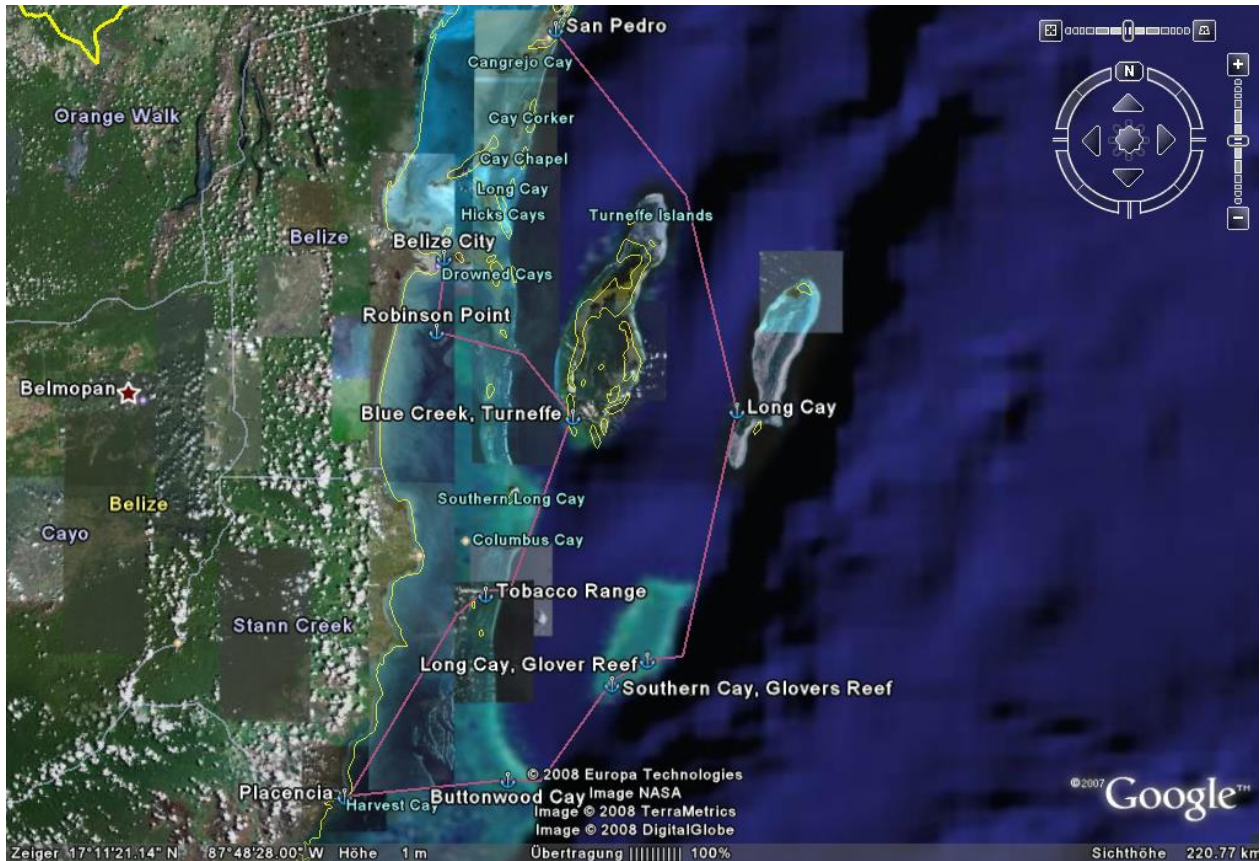 San Pedro
Cangrejo Cay
N
Orange Walk
Cay Corker
Cay Chapel
Long Cay
Hicks Cays
Turneffe Islands
Belize
Belize City
Drowned Cays
Robinson Point
Belmopan
Blue Creek, Turneffe
Long Cay
Southern Long Cay
Belize
Cayo
Columbus Cay
Tobacco Range
Stann Creek
Long Cay, Glover Reef
Southern Cay, Glovers Reef
© 2008 Europa Technologies
Image NASA
Image © 2008 TerraMetrics
Image © 2008 DigitalGlobe
Buttonwood Cay
Placencia
Harvest Cay
©2007 Google™
Zeiger 17°11'21.14" N 87°48'28.00" W Höhe 1 m Übertragung |||||||||| 100% Sichthöhe 220.77 km